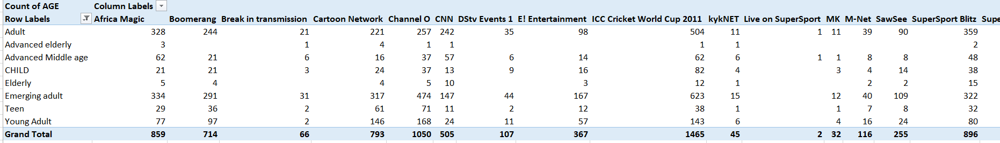 Count of AGE Column Labels
Row Labels Africa Magic Boomerang Break in transmission Cartoon Network Channel O CNN DStv Events 1 E! Entertainment ICC Cricket World Cup 2011 kykNET Live on SuperSport MK M-Net SawSee SuperSport Blitz Supe
Adult 328 244 21 221 257 242 35 98 504 11 1 11 39 90 359
Advanced elderly 3 1 4 1 1 1 1 2
Advanced Middle age 62 21 6 16 37 57 6 14 62 6 1 1 8 8 48
CHILD 21 21 3 24 37 13 9 16 82 4 3 4 14 38
Elderly 5 4 4 5 10 3 12 1 2 2 15
Emerging adult 334 291 31 317 474 147 44 167 623 15 12 40 109 322
Teen 29 36 2 61 71 11 2 12 38 1 1 7 8 32
Young Adult 77 97 2 146 168 24 11 57 143 6 4 16 24 80
Grand Total 859 714 66 793 1050 505 107 367 1465 45 2 32 116 255 896